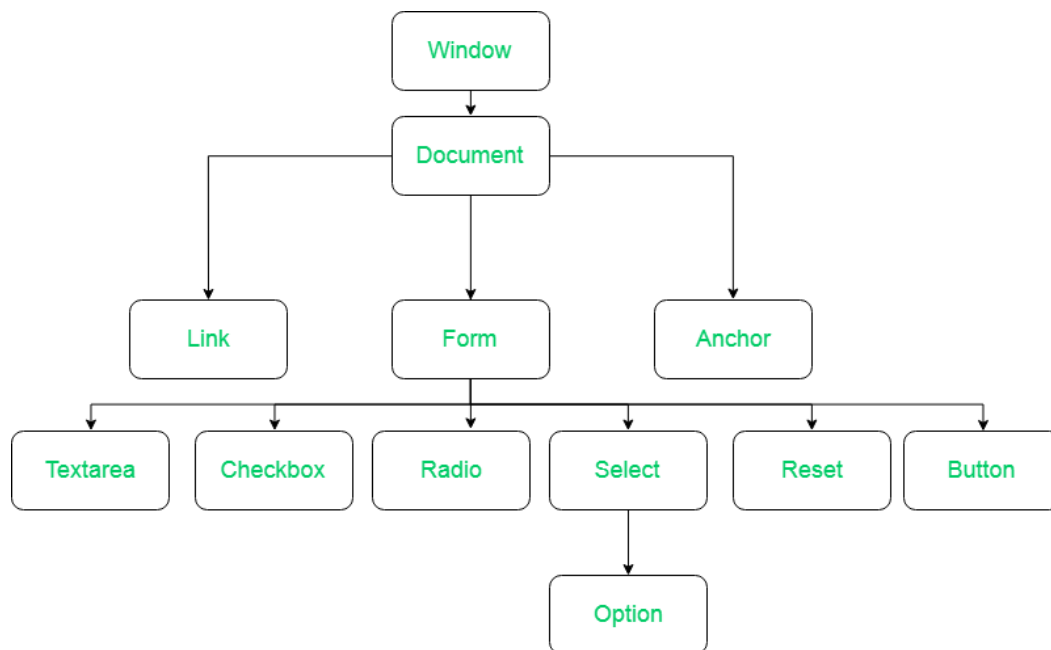 Window
Document
Link
Form
Anchor
Textarea
Checkbox
Radio
Select
Reset
Button
Option